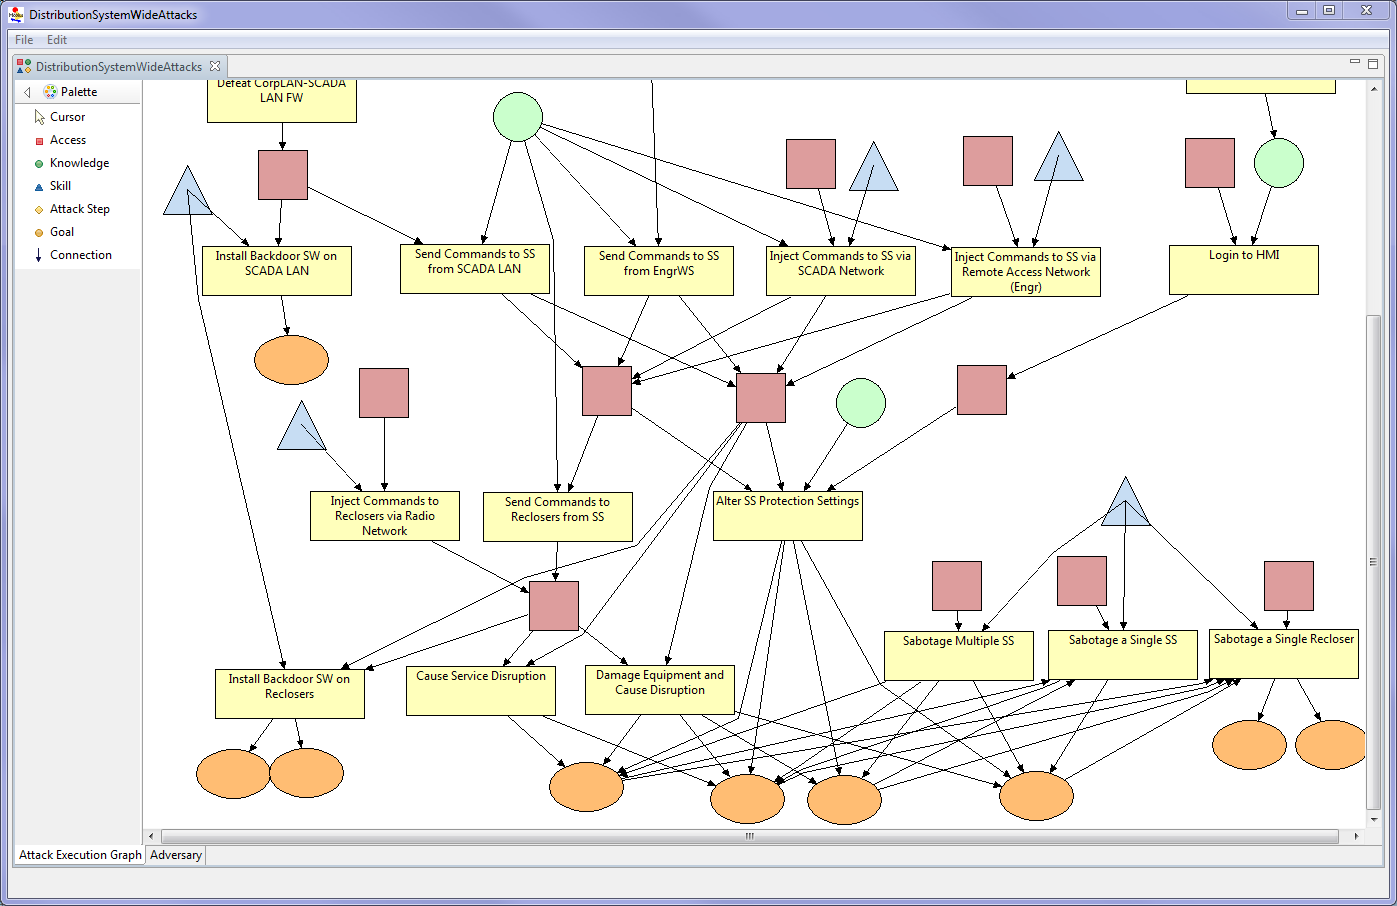 DistributionSystemWideAttacks
File Edit
DistributionSystemWideAttacks
Palette
Cursor
Access
Knowledge
Skill
Attack Step
Goal
Connection
Defeat CorpLAN-SCADA
LAN FW
Install Backdoor SW on
SCADA LAN
Send Commands to SS
from SCADA LAN
Send Commands to SS
from EngrWS
Inject Commands to SS via
SCADA Network
Inject Commands to SS via
Remote Access Network
(Engr)
Login to HMI
Inject Commands to
Reclosers via Radio
Network
Send Commands to
Reclosers from SS
Alter SS Protection Settings
Sabotage Multiple SS
Sabotage a Single SS
Sabotage a Single Recloser
Install Backdoor SW on
Reclosers
Cause Service Disruption
Damage Equipment and
Cause Disruption
Attack Execution Graph
Adversary